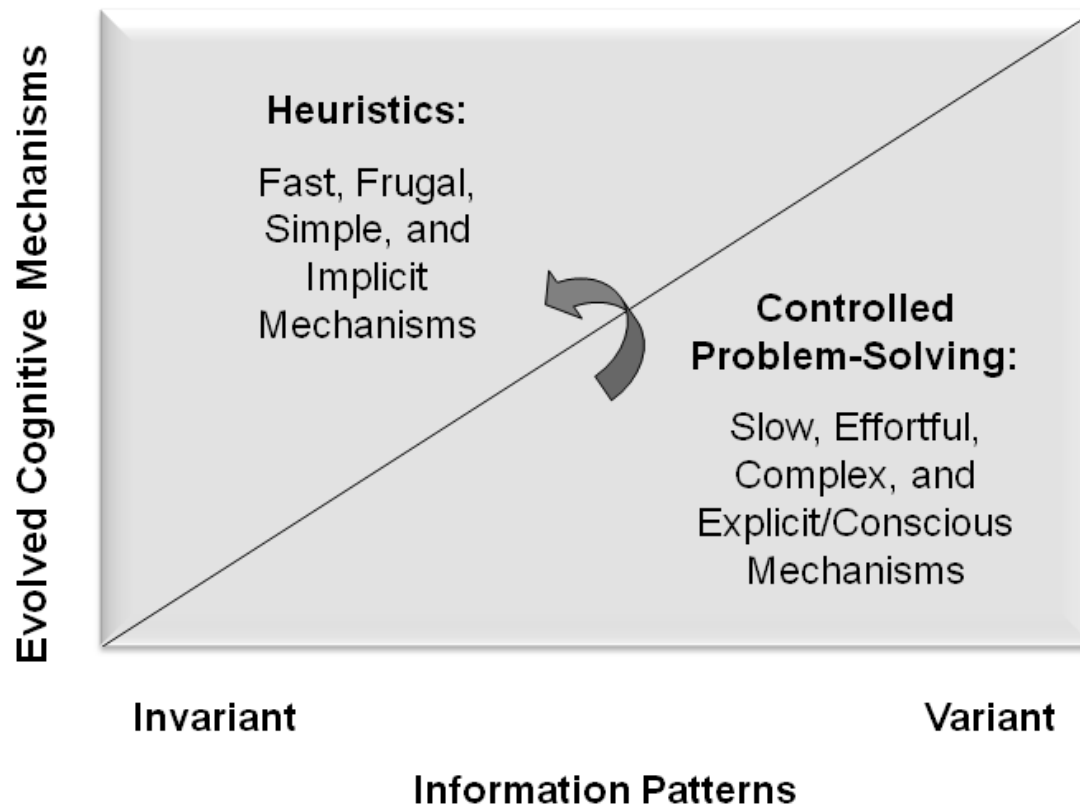 Evolved Cognitive Mechanisms
Heuristics:
Fast, Frugal,
Simple, and
Implicit
Mechanisms
Controlled
Problem-Solving:
Slow, Effortful,
Complex, and
Explicit/Conscious
Mechanisms
Invariant
Variant
Information Patterns